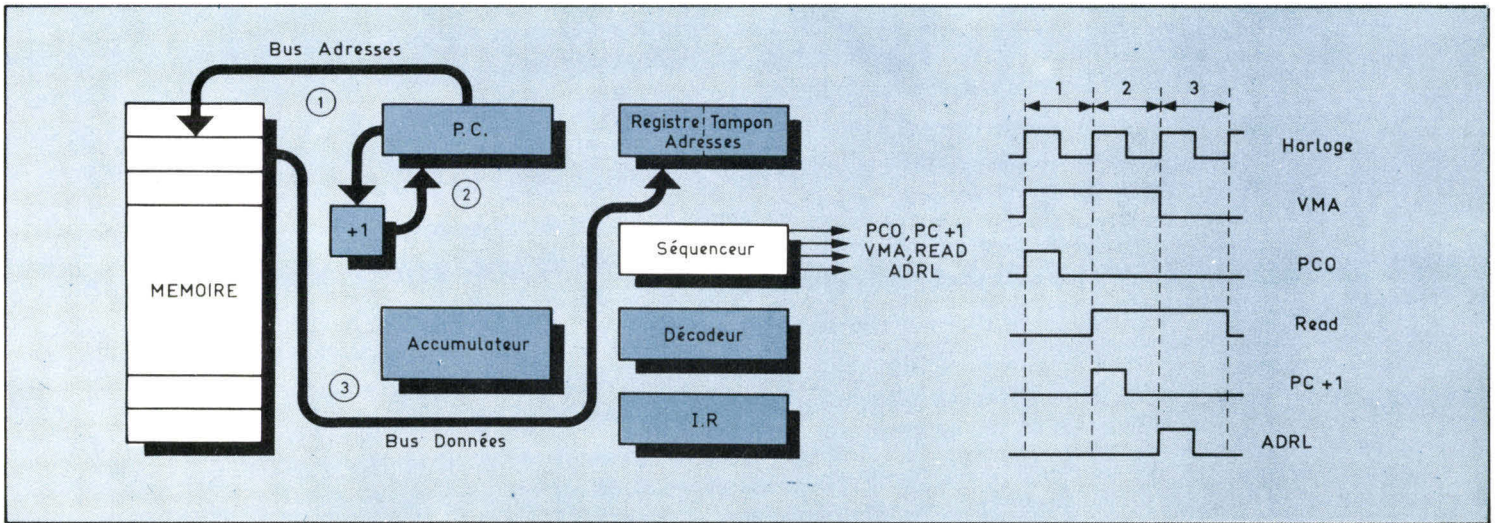 Bus Adresses
1
P.C.
2
+1
MEMOIRE
Accumulateur
3
Bus Données
Registre Tampon
Adresses
Séquenceur
PCO, PC +1
VMA, READ
ADRL
Décodeur
I.R
1 2 3
Horloge
VMA
PCO
Read
PC +1
ADRL